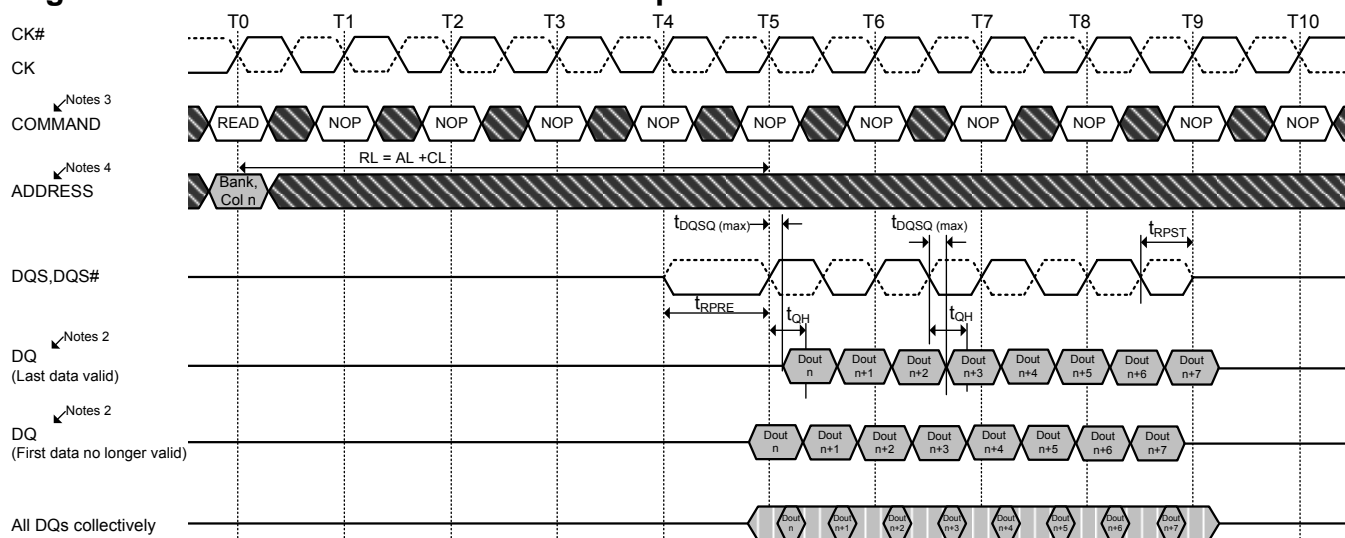 T0 T1 T2 T3 T4 T5 T6 T7 T8 T9 T10
CK#
CK
Notes 3
COMMAND
READ NOP NOP NOP NOP NOP NOP NOP NOP NOP NOP
RL = AL +CL
Notes 4
ADDRESS
Bank,
Col n
tDQSQ (max) tDQSQ (max) tRPST
DQS,DQS#
tRPRE
tQH tQH
Notes 2
DQ
(Last data valid)
Dout Dout Dout Dout Dout Dout Dout Dout
n n+1 n+2 n+3 n+4 n+5 n+6 n+7
Notes 2
DQ
(First data no longer valid)
Dout Dout Dout Dout Dout Dout Dout Dout
n n+1 n+2 n+3 n+4 n+5 n+6 n+7
All DQs collectively
Dout Dout Dout Dout Dout Dout Dout Dout
n n+1 n+2 n+3 n+4 n+5 n+6 n+7